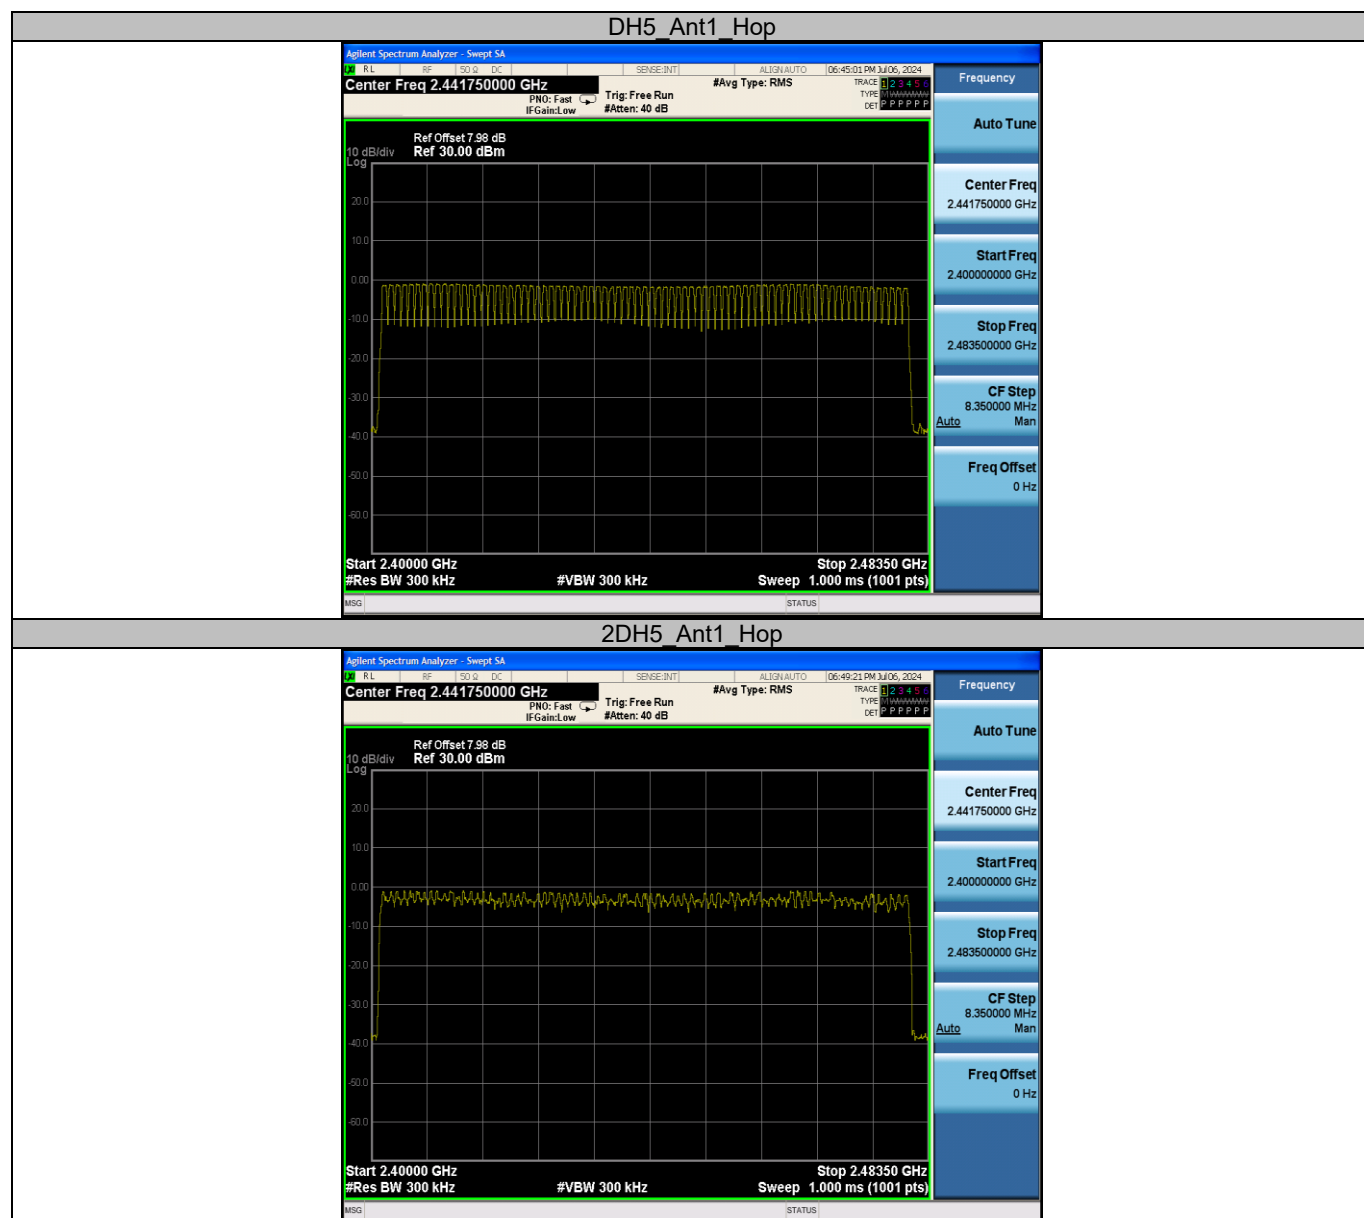 DH5_Ant1_Hop
Agilent Spectrum Analyzer - Swept SA
RL RF 50 Ω DC SENSE:INT ALIGN AUTO 06:45:01 PM Jul 06, 2024
Center Freq 2.441750000 GHz #Avg Type: RMS TRACE 1 2 3 4 5 6
PNO: Fast Trig: Free Run TYPE M
IFGain:Low #Atten: 40 dB DET P P P P P P
Frequency
Auto Tune
Ref Offset 7.98 dB
10 dB/div Ref 30.00 dBm
Log
20.0
10.0
0.00
-10.0
-20.0
-30.0
-40.0
-50.0
-60.0
Center Freq
2.441750000 GHz
Start Freq
2.400000000 GHz
Stop Freq
2.483500000 GHz
CF Step
8.350000 MHz
Auto Man
Freq Offset
0 Hz
Start 2.40000 GHz Stop 2.48350 GHz
#Res BW 300 kHz #VBW 300 kHz Sweep 1.000 ms (1001 pts)
MSG STATUS
2DH5_Ant1_Hop
Agilent Spectrum Analyzer - Swept SA
RL RF 50 Ω DC SENSE:INT ALIGN AUTO 06:49:21 PM Jul 06, 2024
Center Freq 2.441750000 GHz #Avg Type: RMS TRACE 1 2 3 4 5 6
PNO: Fast Trig: Free Run TYPE M
IFGain:Low #Atten: 40 dB DET P P P P P P
Frequency
Auto Tune
Ref Offset 7.98 dB
10 dB/div Ref 30.00 dBm
Log
20.0
10.0
0.00
-10.0
-20.0
-30.0
-40.0
-50.0
-60.0
Center Freq
2.441750000 GHz
Start Freq
2.400000000 GHz
Stop Freq
2.483500000 GHz
CF Step
8.350000 MHz
Auto Man
Freq Offset
0 Hz
Start 2.40000 GHz Stop 2.48350 GHz
#Res BW 300 kHz #VBW 300 kHz Sweep 1.000 ms (1001 pts)
MSG STATUS